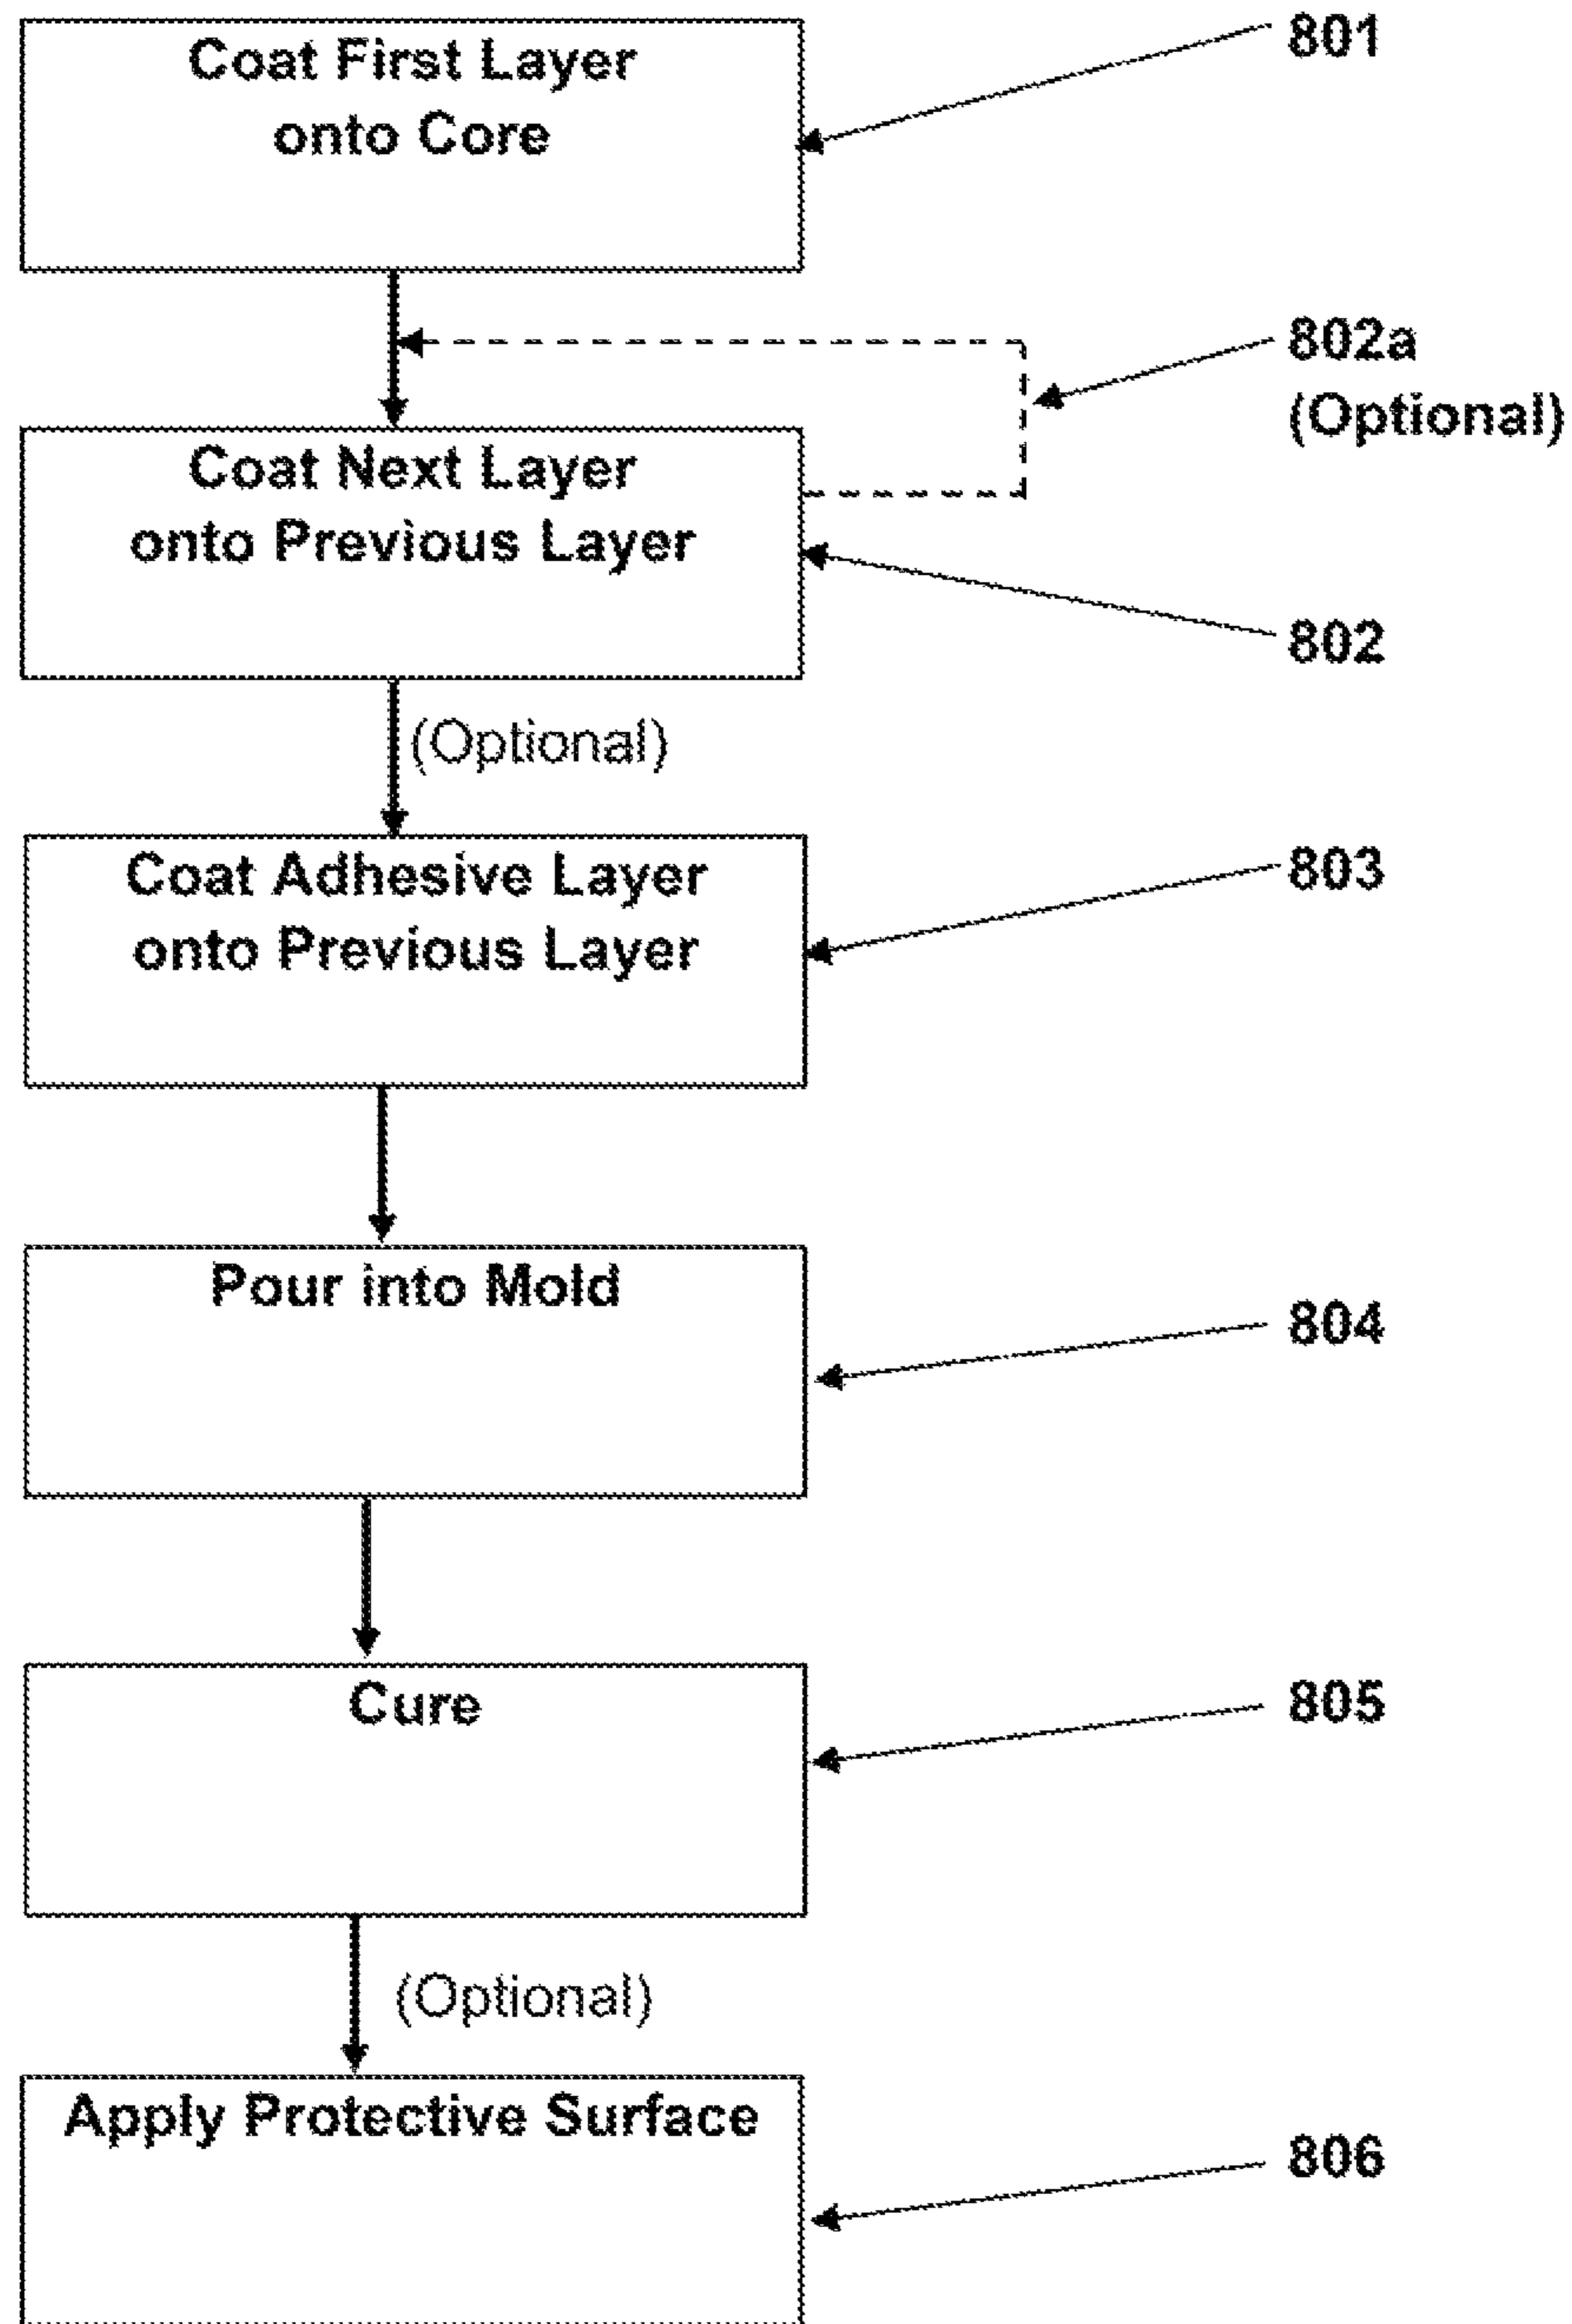 Coat First Layer
onto Core
801
802a
(Optional)
Coat Next Layer
onto Previous Layer
802
(Optional)
Coat Adhesive Layer
onto Previous Layer
803
Pour into Mold
804
Cure
805
(Optional)
Apply Protective Surface
806